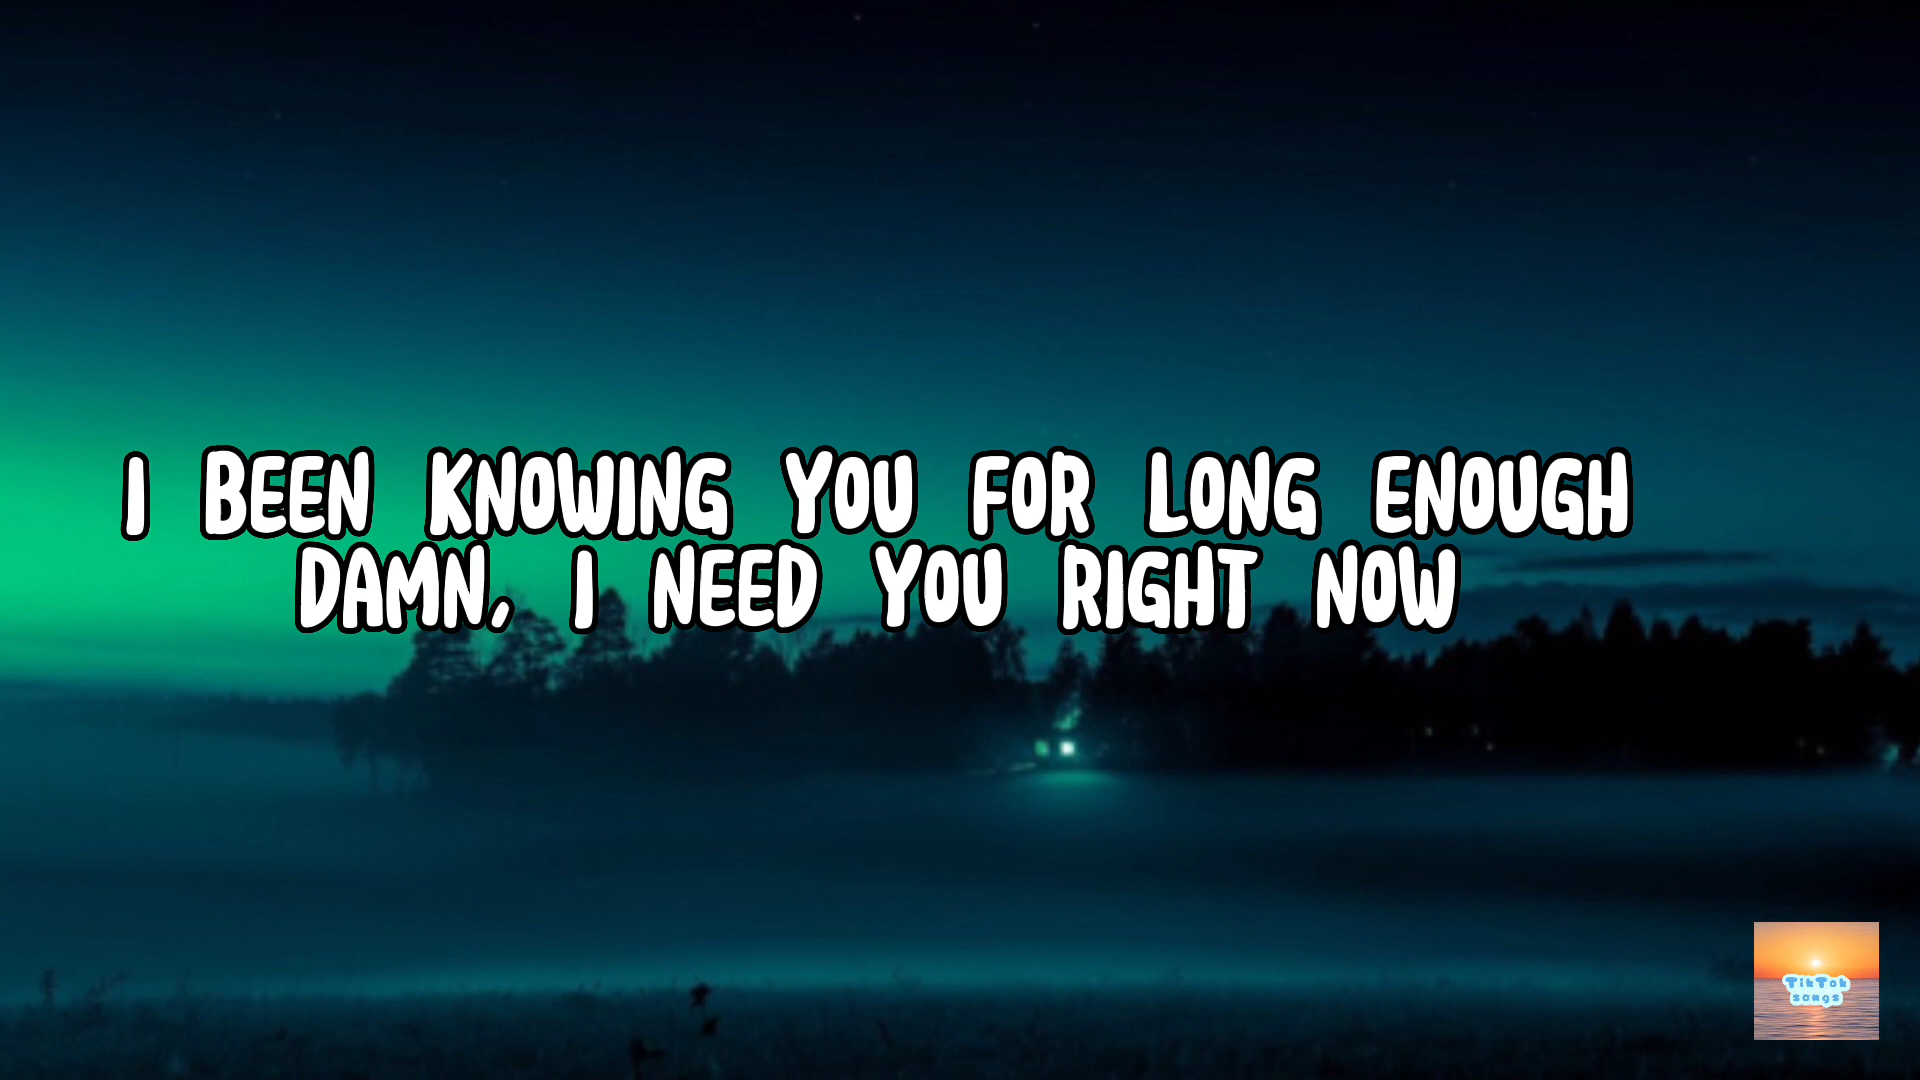 I BEEN KNOWING YOU FOR LONG ENOUGH
DAMN, I NEED YOU RIGHT NOW
TikTok
songs